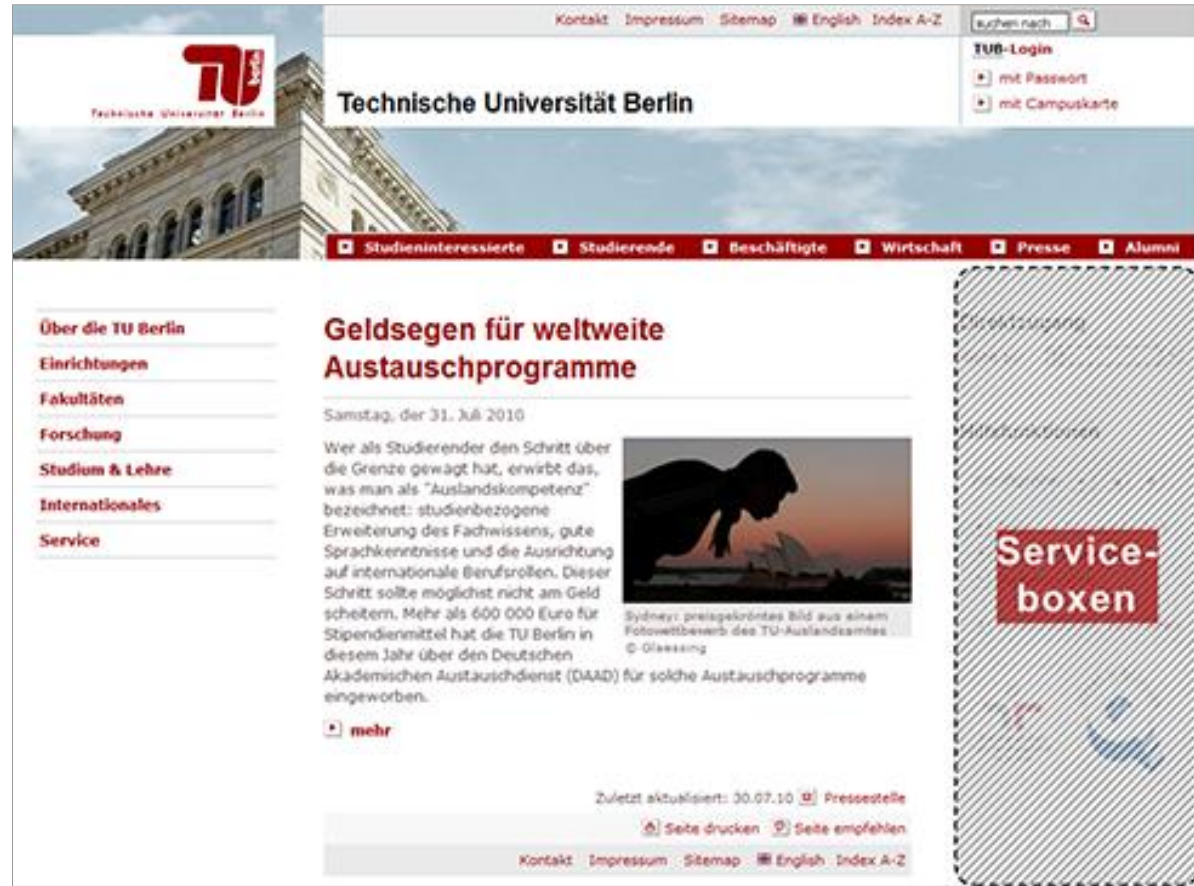 Kontakt Impressum Sitemap English Index A-Z
suchen nach
TU berlin
Technische Universität Berlin
Technische Universität Berlin
TUB-Login
mit Passwort
mit Campuskarte
Studieninteressierte Studierende Beschäftigte Wirtschaft Presse Alumni
Über die TU Berlin
Einrichtungen
Fakultäten
Forschung
Studium & Lehre
Internationales
Service
Geldsegen für weltweite
Austauschprogramme
Samstag, der 31. Juli 2010
Wer als Studierender den Schritt über
die Grenze gewagt hat, erwirbt das,
was man als "Auslandskompetenz"
bezeichnet: studienbezogene
Erweiterung des Fachwissens, gute
Sprachkenntnisse und die Ausrichtung
auf internationale Berufsrollen. Dieser
Schritt sollte möglichst nicht am Geld
scheitern. Mehr als 600 000 Euro für
Stipendienmittel hat die TU Berlin in
diesem Jahr über den Deutschen
Akademischen Austauschdienst (DAAD) für solche Austauschprogramme
eingeworben.
Sydney: preisgekröntes Bild aus einem
Fotowettbewerb des TU-Auslandsamtes
© Glaessing
mehr
Zuletzt aktualisiert: 30.07.10 Pressestelle
Seite drucken Seite empfehlen
Kontakt Impressum Sitemap English Index A-Z
Service-
boxen